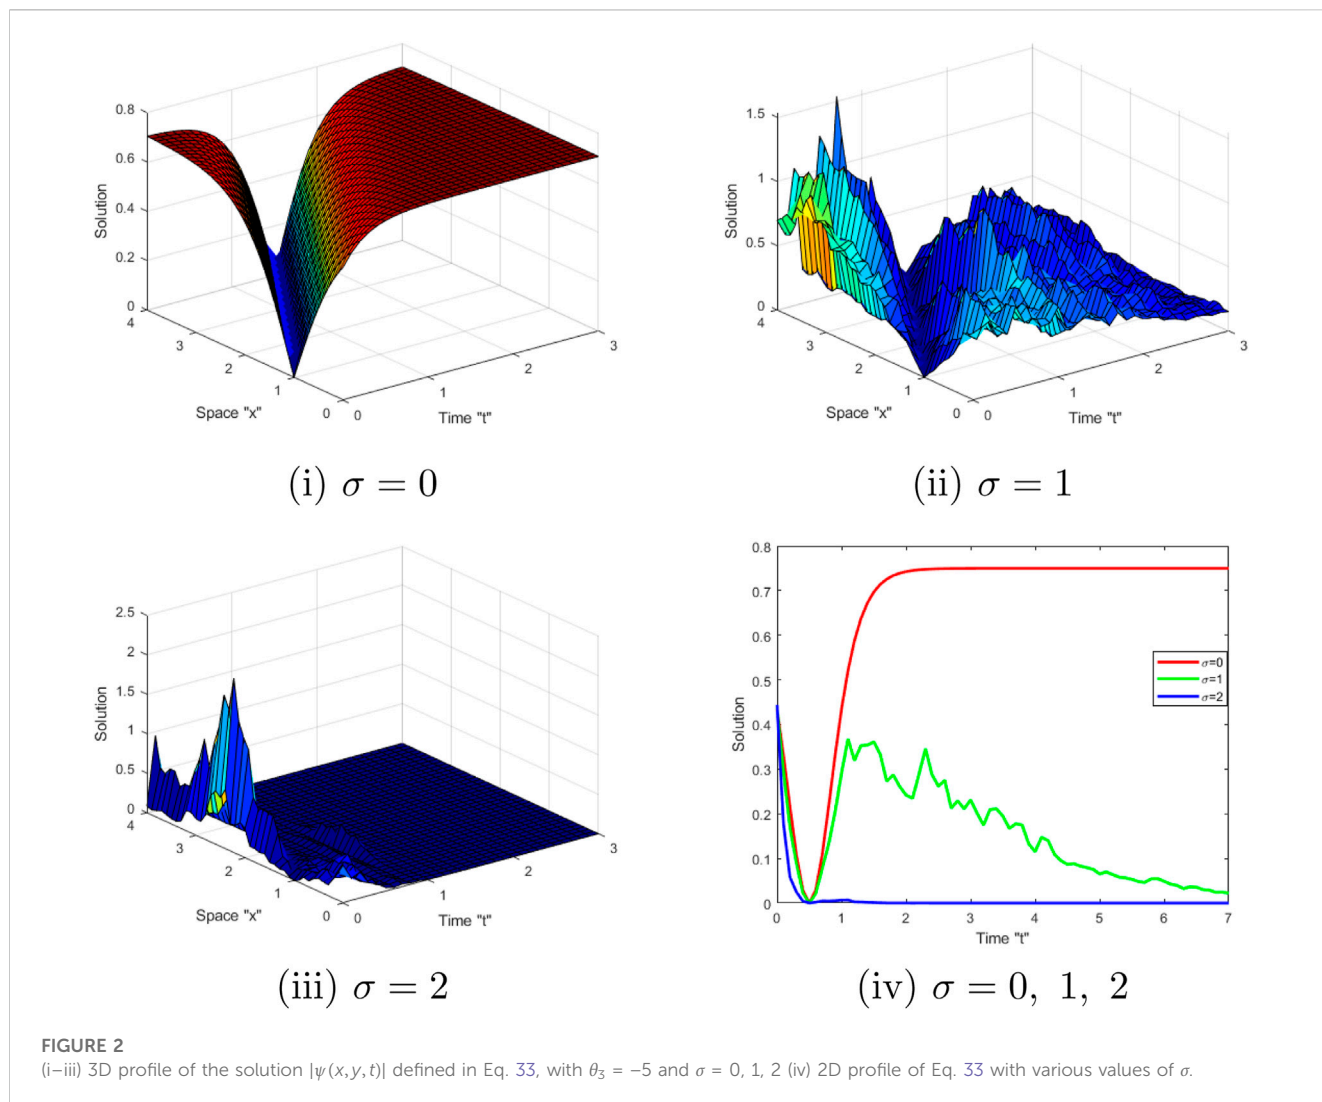 0.8
0.6
0.4
0.2
0
Solution
4
3
2
1
0
Space "x"
0
1
2
3
Time "t"
(i) σ = 0
1.5
1
0.5
0
Solution
4
3
2
1
0
Space "x"
0
1
2
3
Time "t"
(ii) σ = 1
2.5
2
1.5
1
0.5
0
Solution
4
3
2
1
0
Space "x"
0
1
2
3
Time "t"
(iii) σ = 2
0.8
0.7
0.6
0.5
0.4
0.3
0.2
0.1
0
Solution
σ=0
σ=1
σ=2
0 1 2 3 4 5 6 7
Time "t"
(iv) σ = 0, 1, 2
FIGURE 2
(i–iii) 3D profile of the solution |ψ(x,y,t)| defined in Eq. 33, with θ₃ = −5 and σ = 0, 1, 2 (iv) 2D profile of Eq. 33 with various values of σ.